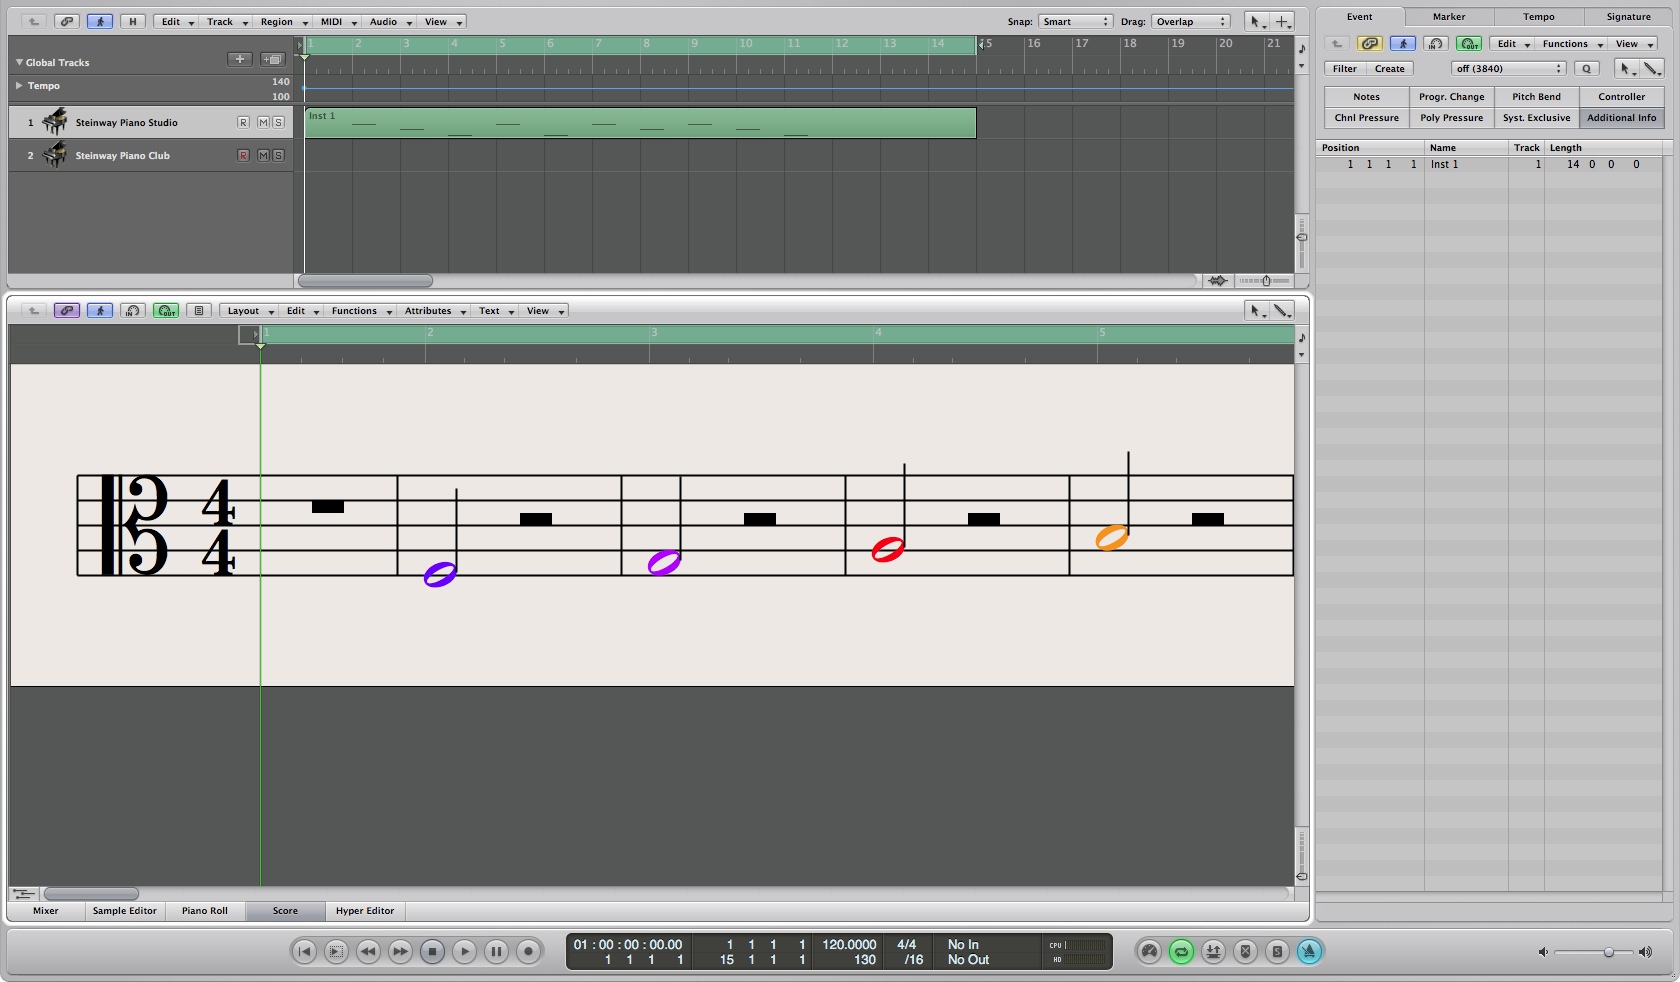 H Edit Track Region MIDI Audio View Snap: Smart Drag: Overlap
Event Marker Tempo Signature
IN OUT Edit Functions View
Filter Create off (3840) Q
Notes Progr. Change Pitch Bend Controller
Chnl Pressure Poly Pressure Syst. Exclusive Additional Info
Position Name Track Length
1 1 1 1 Inst 1 1 14 0 0 0
1 2 3 4 5 6 7 8 9 10 11 12 13 14 15 16 17 18 19 20 21
Global Tracks
Tempo 140
100
1 Steinway Piano Studio R M S Inst 1
2 Steinway Piano Club R M S
IN OUT Layout Edit Functions Attributes Text View
1 2 3 4 5
4
4
Mixer Sample Editor Piano Roll Score Hyper Editor
01 : 00 : 00 : 00.00 1 1 1 1 120.0000 4/4 No In CPU
1 1 1 1 15 1 1 1 130 /16 No Out HD
S